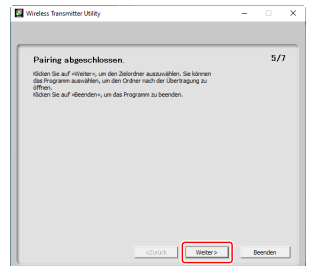 Wireless Transmitter Utility
Pairing abgeschlossen.
5/7
Klicken Sie auf »Weiter«, um den Zielordner auszuwählen. Sie können
das Programm auswählen, um den Ordner nach der Übertragung zu
öffnen.
Klicken Sie auf »Beenden«, um das Programm zu beenden.
<Zurück
Weiter>
Beenden